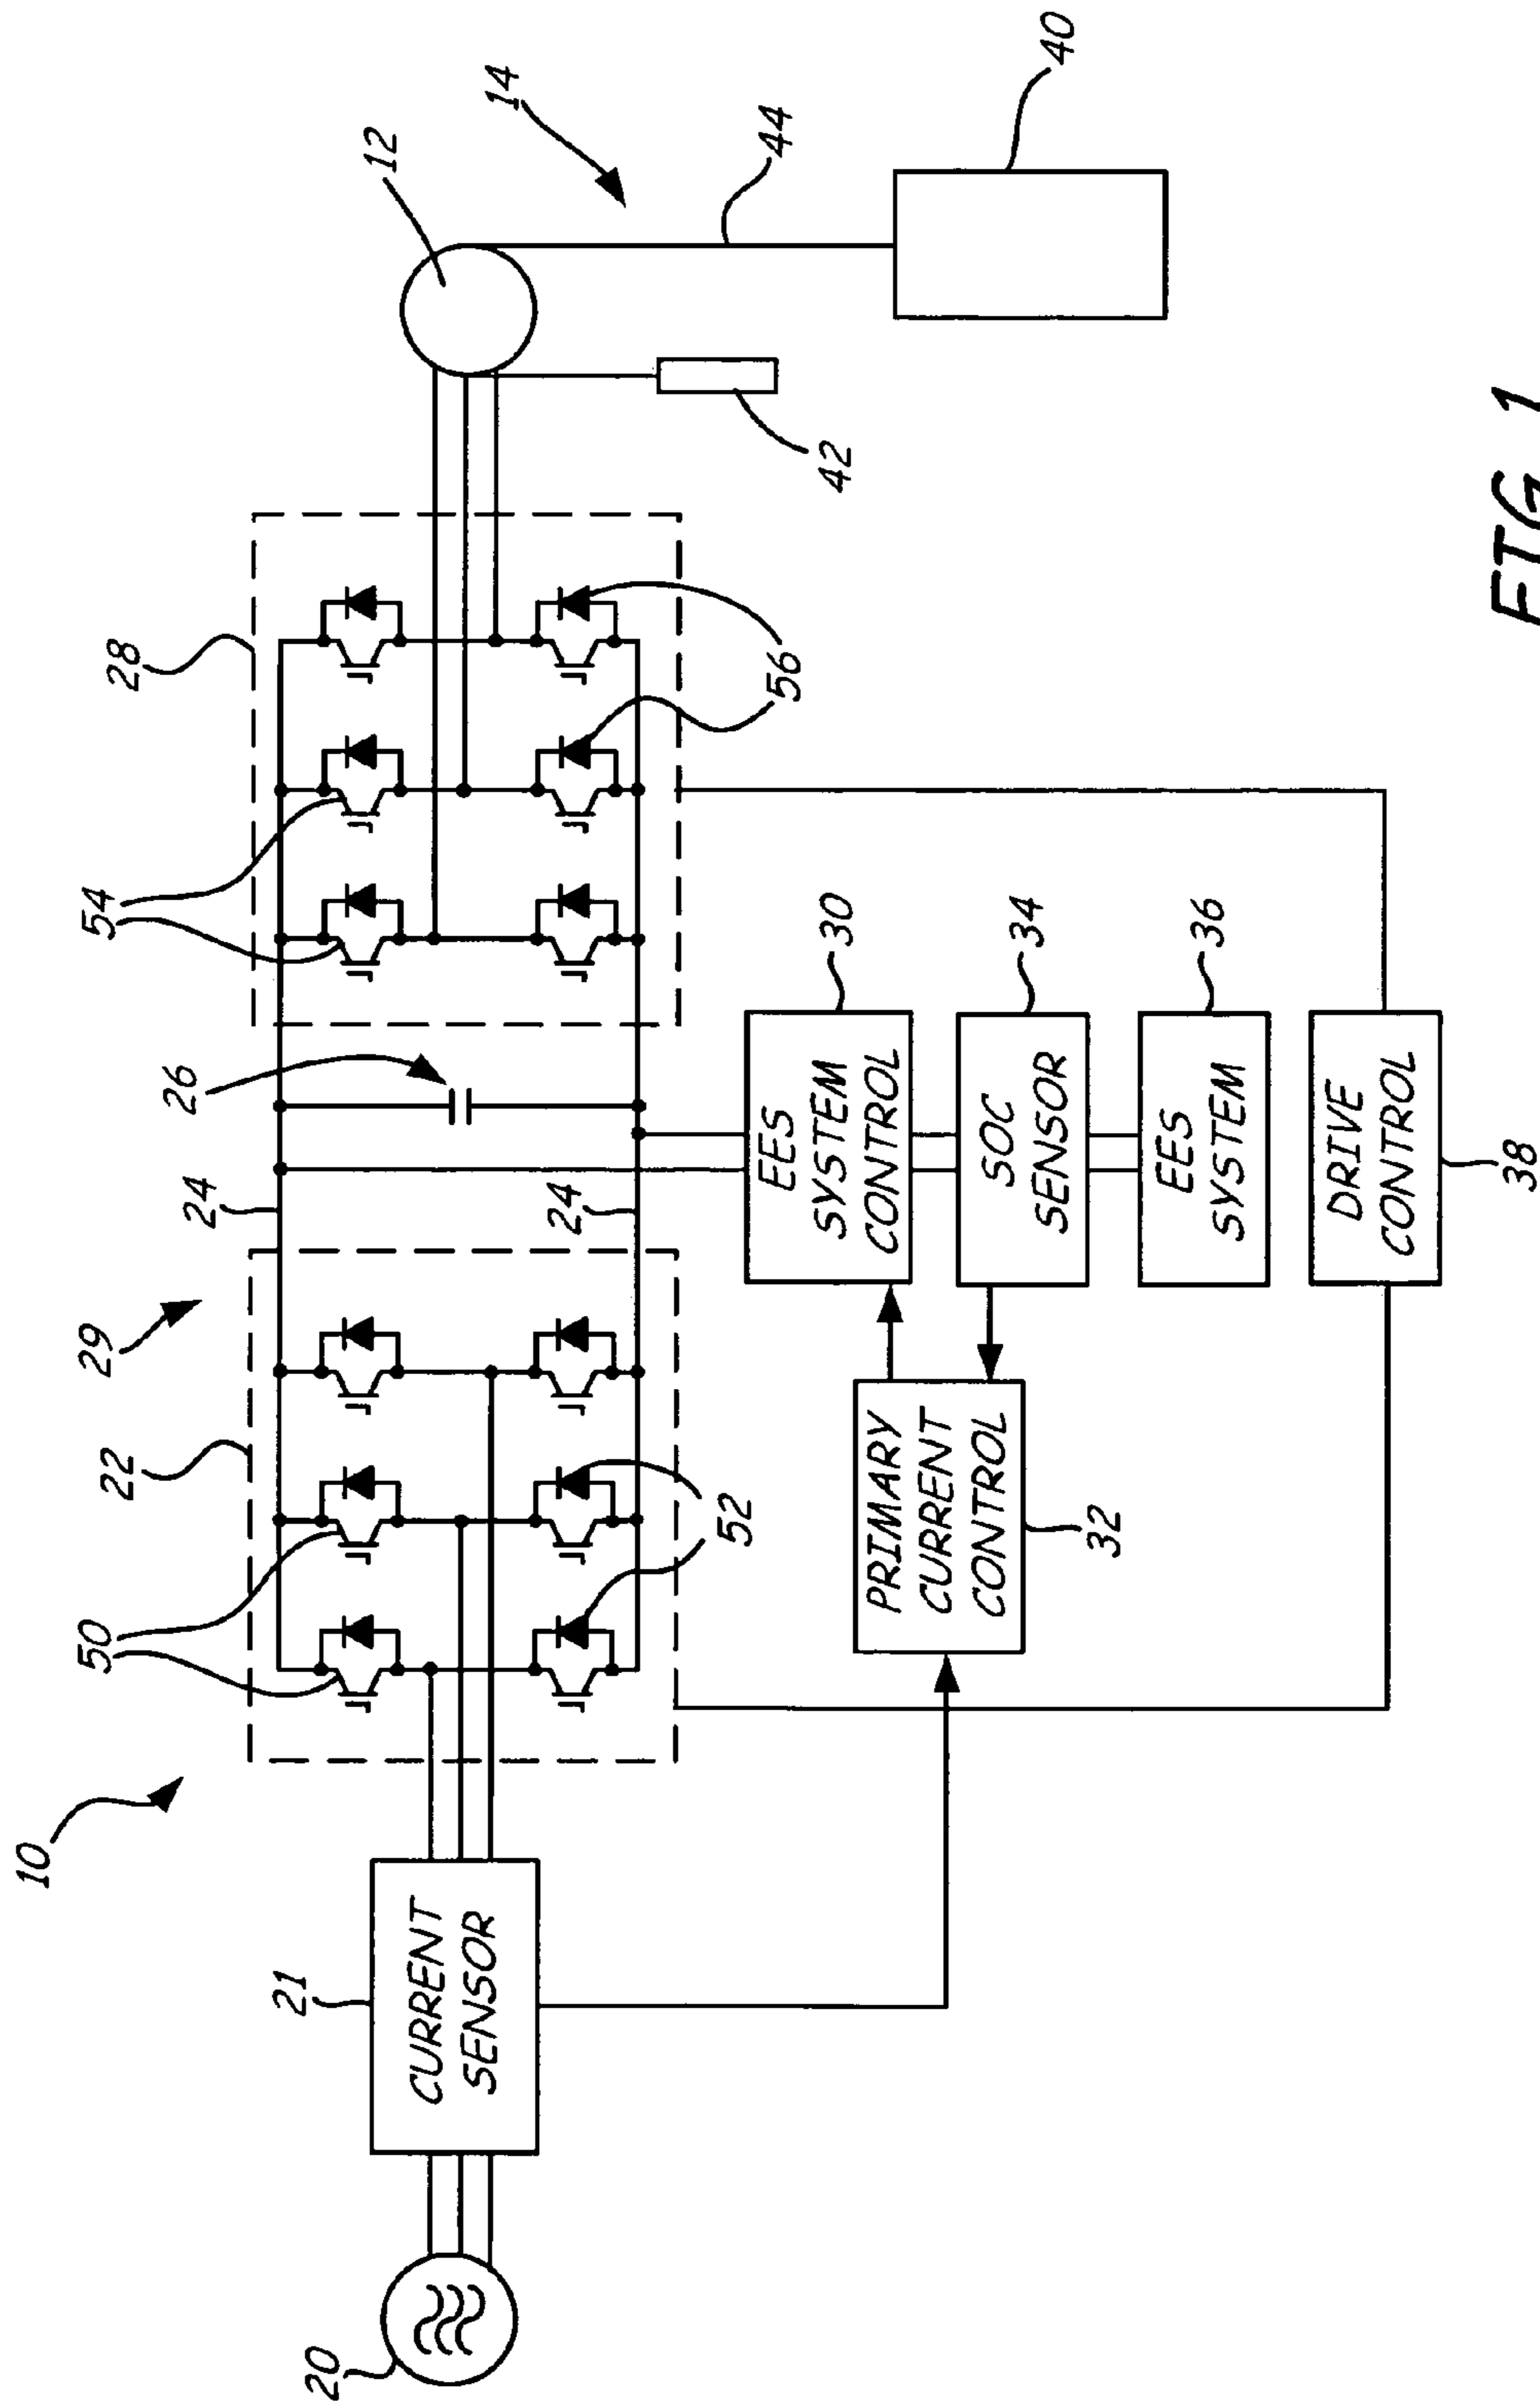 10
29
22
28
14
12
50
54
24
26
20
21
CURRENT
SENSOR
24
52
56
42
44
40
PRIMARY
CURRENT
CONTROL
32
EES
SYSTEM
CONTROL
30
SOC
SENSOR
34
EES
SYSTEM
36
DRIVE
CONTROL
38
FIG. 1